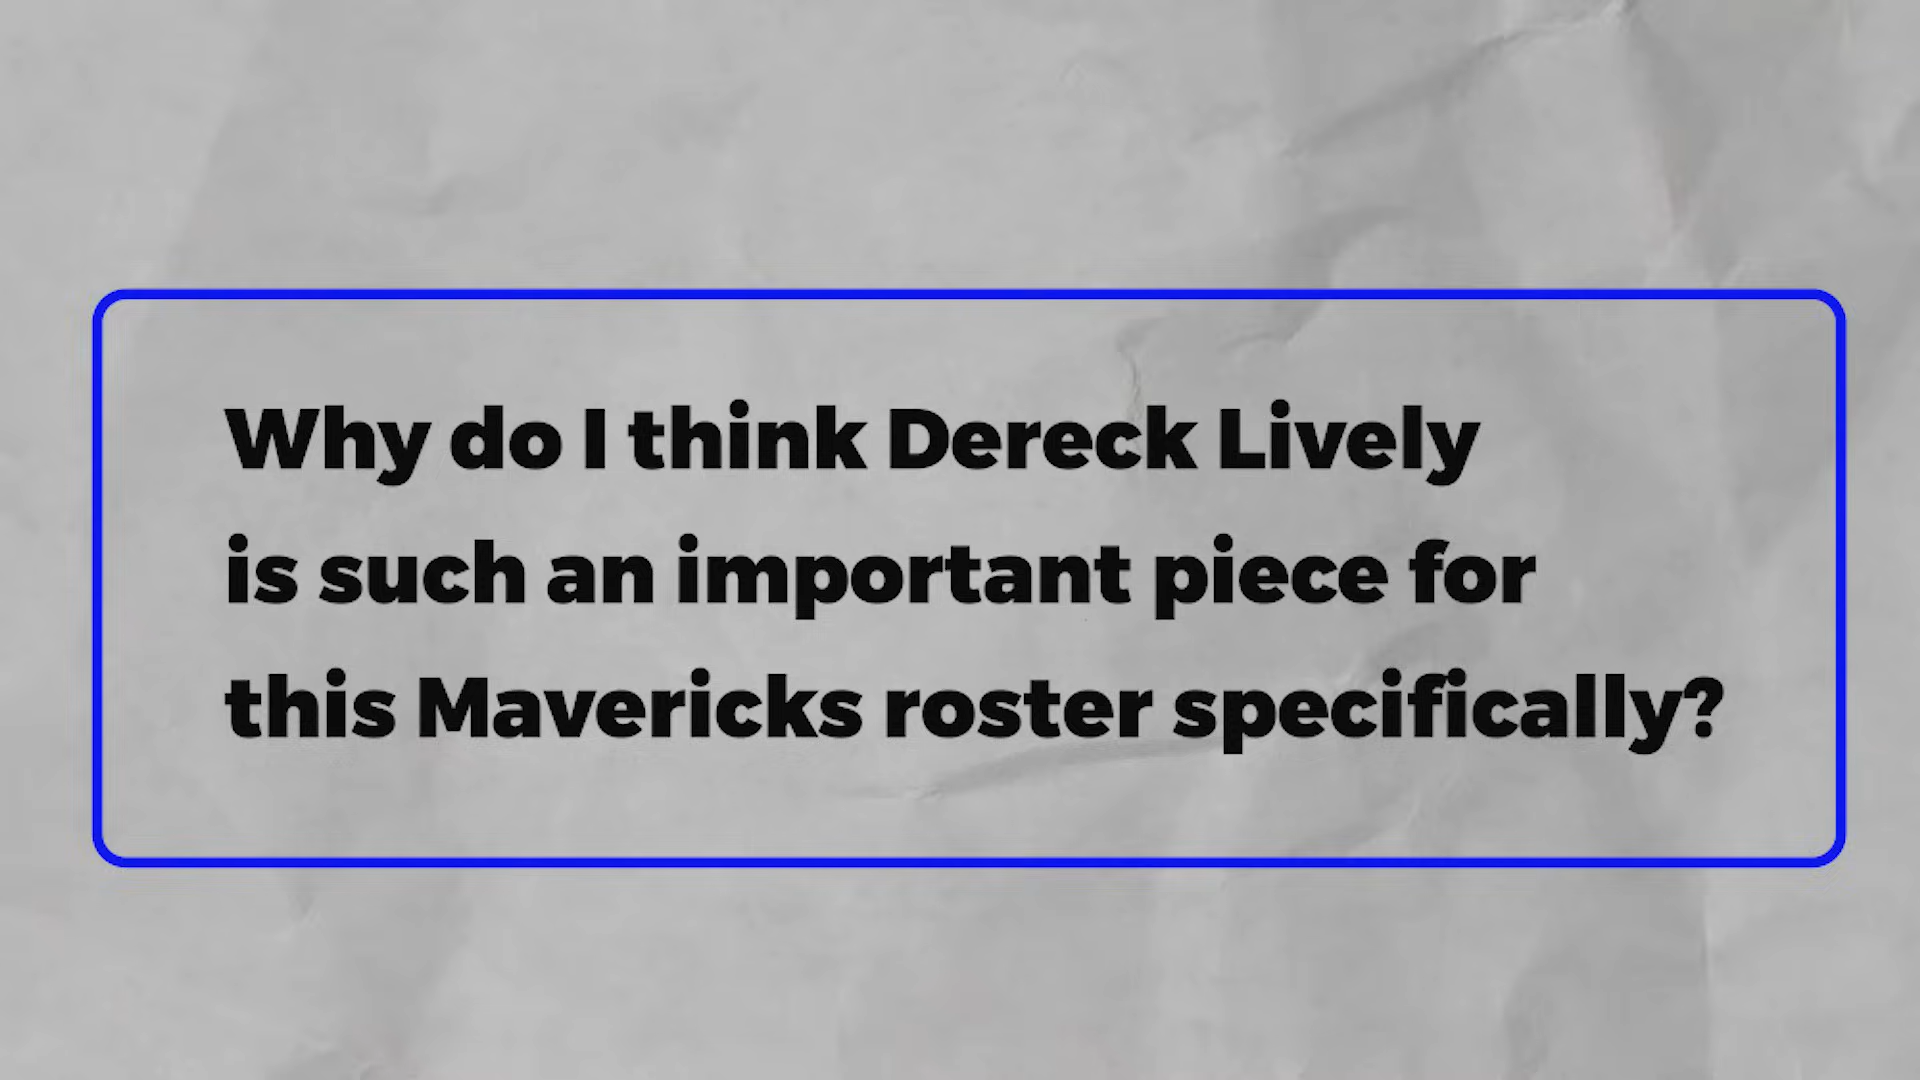 Why do I think Dereck Lively
is such an important piece for
this Mavericks roster specifically?